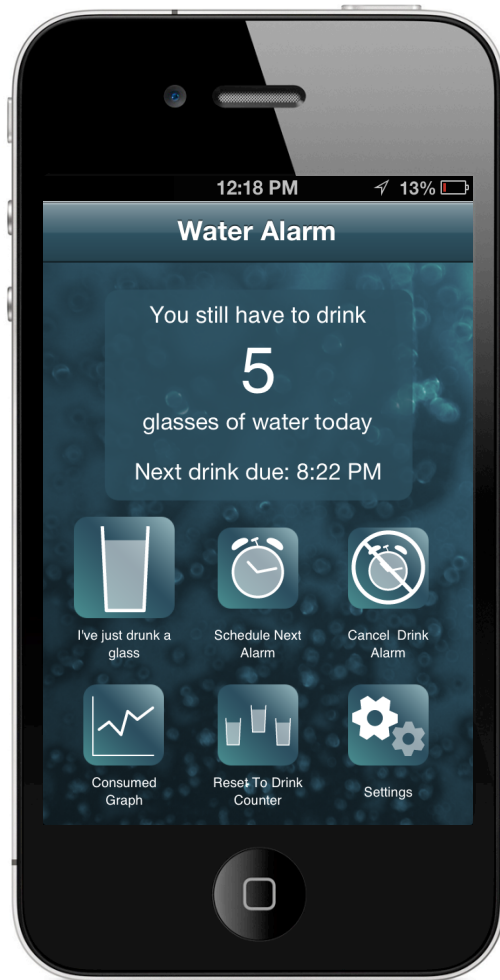 12:18 PM 13%
Water Alarm
You still have to drink
5
glasses of water today
Next drink due: 8:22 PM
I've just drunk a
glass
Schedule Next
Alarm
Cancel Drink
Alarm
Consumed
Graph
Reset To Drink
Counter
Settings